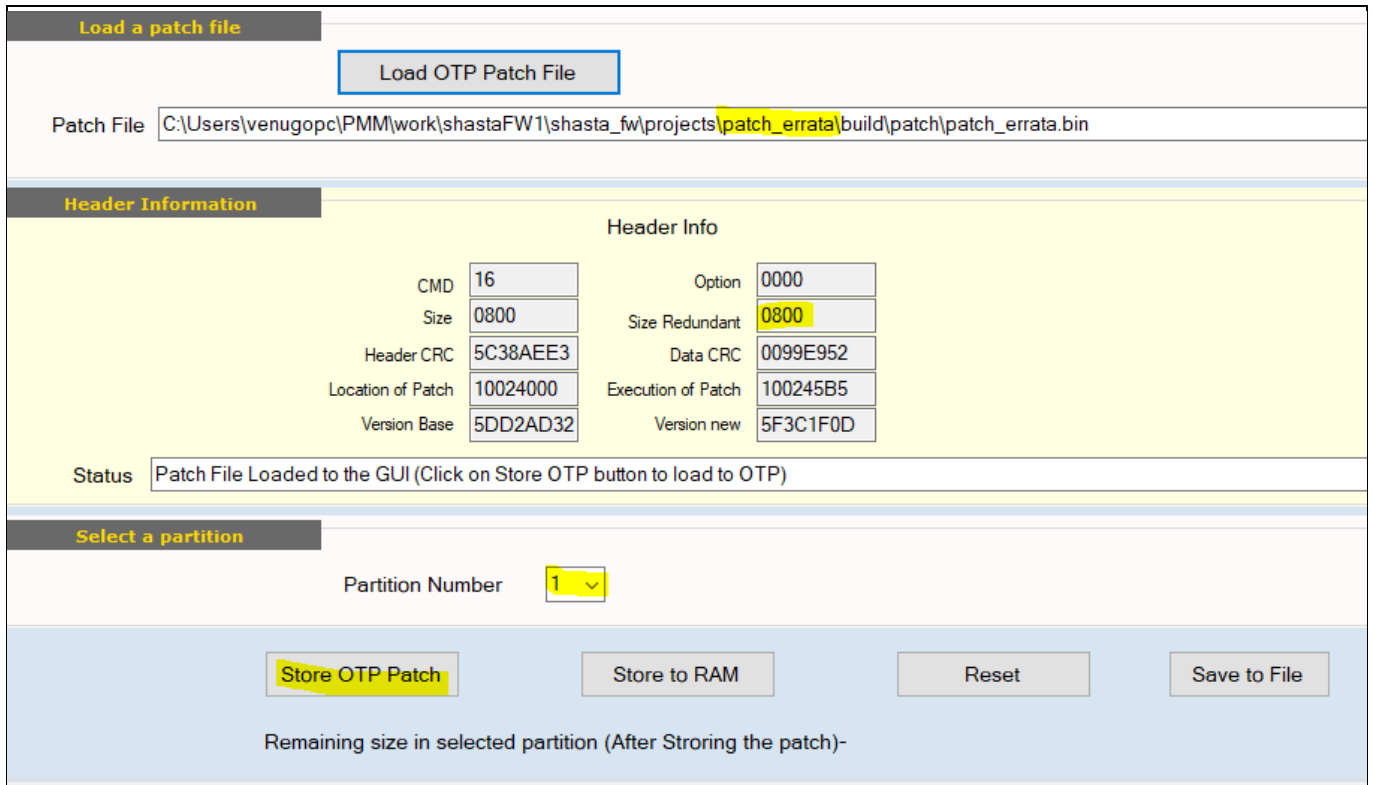 Load a patch file
Load OTP Patch File
Patch File C:\Users\venugopc\PMM\work\shastaFW1\shasta_fw\projects\patch_errata\build\patch\patch_errata.bin
Header Information
Header Info
CMD 16 Option 0000
Size 0800 Size Redundant 0800
Header CRC 5C38AEE3 Data CRC 0099E952
Location of Patch 10024000 Execution of Patch 100245B5
Version Base 5DD2AD32 Version new 5F3C1F0D
Status Patch File Loaded to the GUI (Click on Store OTP button to load to OTP)
Select a partition
Partition Number 1
Store OTP Patch Store to RAM Reset Save to File
Remaining size in selected partition (After Stroring the patch)-